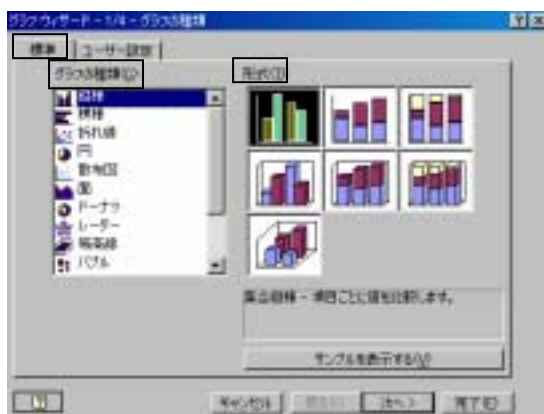 グラフ ウィザード - 1/4 - グラフの種類
標準 ユーザー設定
グラフの種類(C)
形式(T)
縦棒
横棒
折れ線
円
散布図
面
ドーナツ
レーダー
等高線
バブル
集合縦棒 - 項目ごとに値を比較します。
サンプルを表示する(V)
キャンセル 戻る(B) 次へ > 完了(F)